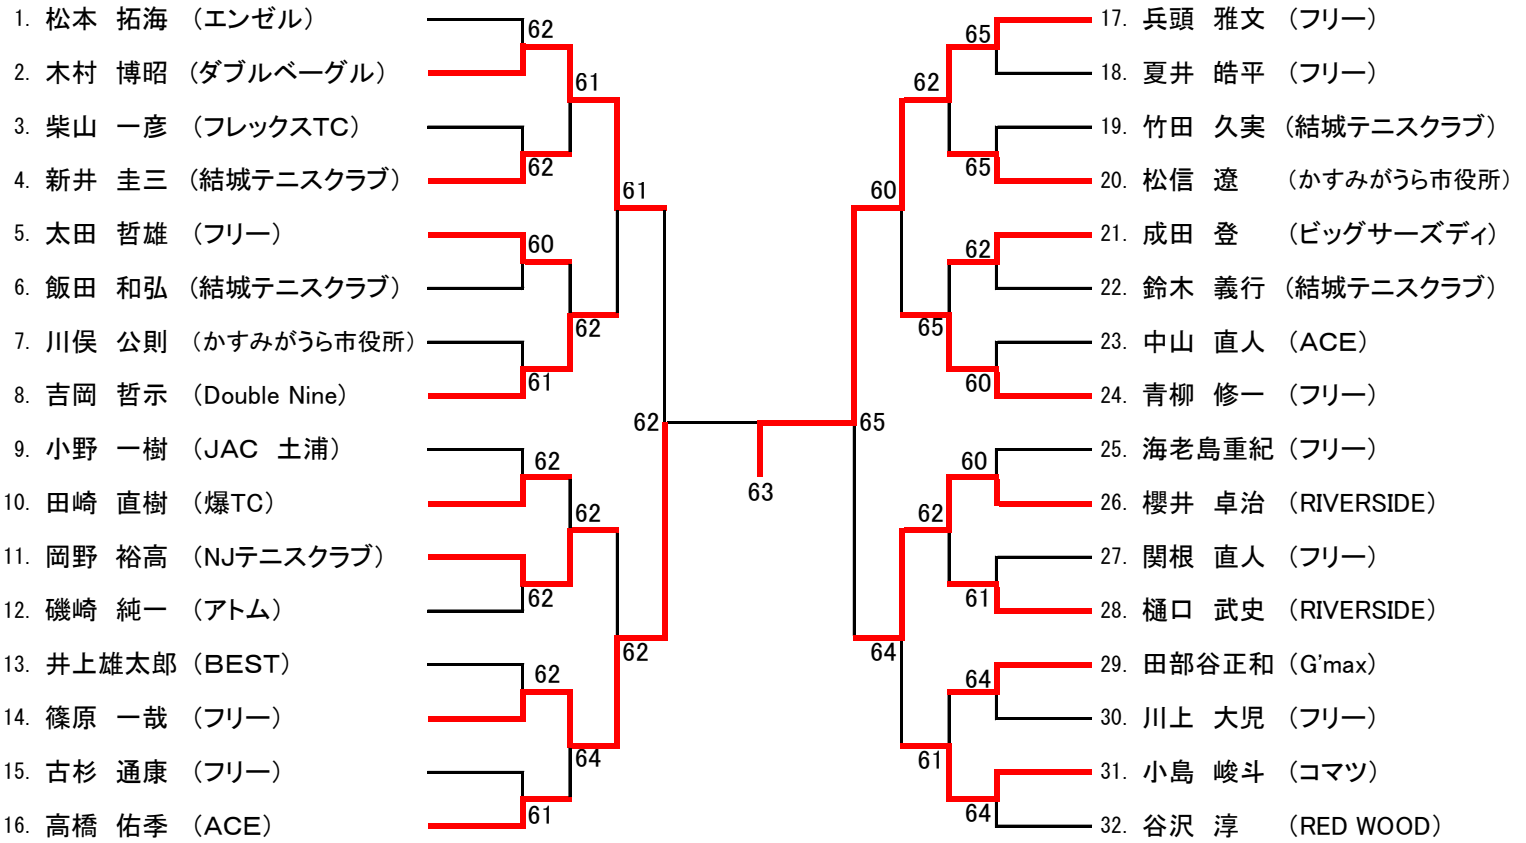 1. 松本 拓海 （エンゼル）
2. 木村 博昭 （ダブルベーグル）
3. 柴山 一彦 （フレックスTC）
4. 新井 圭三 （結城テニスクラブ）
5. 太田 哲雄 （フリー）
6. 飯田 和弘 （結城テニスクラブ）
7. 川俣 公則 （かすみがうら市役所）
8. 吉岡 哲示 （Double Nine）
9. 小野 一樹 （JAC 土浦）
10. 田崎 直樹 （爆TC）
11. 岡野 裕高 （NJテニスクラブ）
12. 磯崎 純一 （アトム）
13. 井上雄太郎 （BEST）
14. 篠原 一哉 （フリー）
15. 古杉 通康 （フリー）
16. 高橋 佑季 （ACE）
62
62
60
61
62
62
62
61
61
62
62
64
61
62
62
63
65
60
64
62
65
62
61
65
65
62
60
60
61
64
64
17. 兵頭 雅文 （フリー）
18. 夏井 皓平 （フリー）
19. 竹田 久実 （結城テニスクラブ）
20. 松信 遼 （かすみがうら市役所）
21. 成田 登 （ビッグサーズディ）
22. 鈴木 義行 （結城テニスクラブ）
23. 中山 直人 （ACE）
24. 青柳 修一 （フリー）
25. 海老島重紀 （フリー）
26. 櫻井 卓治 （RIVERSIDE）
27. 関根 直人 （フリー）
28. 樋口 武史 （RIVERSIDE）
29. 田部谷正和 （G'max）
30. 川上 大児 （フリー）
31. 小島 峻斗 （コマツ）
32. 谷沢 淳 （RED WOOD）